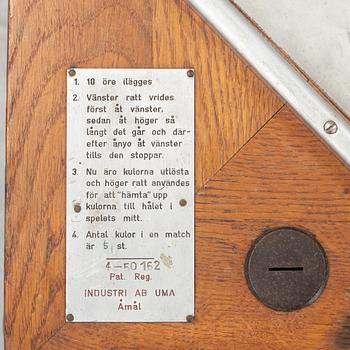 1. 10 öre ilägges
2. Vänster ratt vrides
först åt vänster,
sedan åt höger så
långt det går och där-
efter ånyo åt vänster
tills den stoppar.
3. Nu äro kulorna utlösta
och höger ratt användes
för att "hämta" upp
kulorna till hålet i
spelets mitt.
4. Antal kulor i en match
är 5 st.
4-50 162
Pat. Reg.
INDUSTRI AB UMA
Åmål